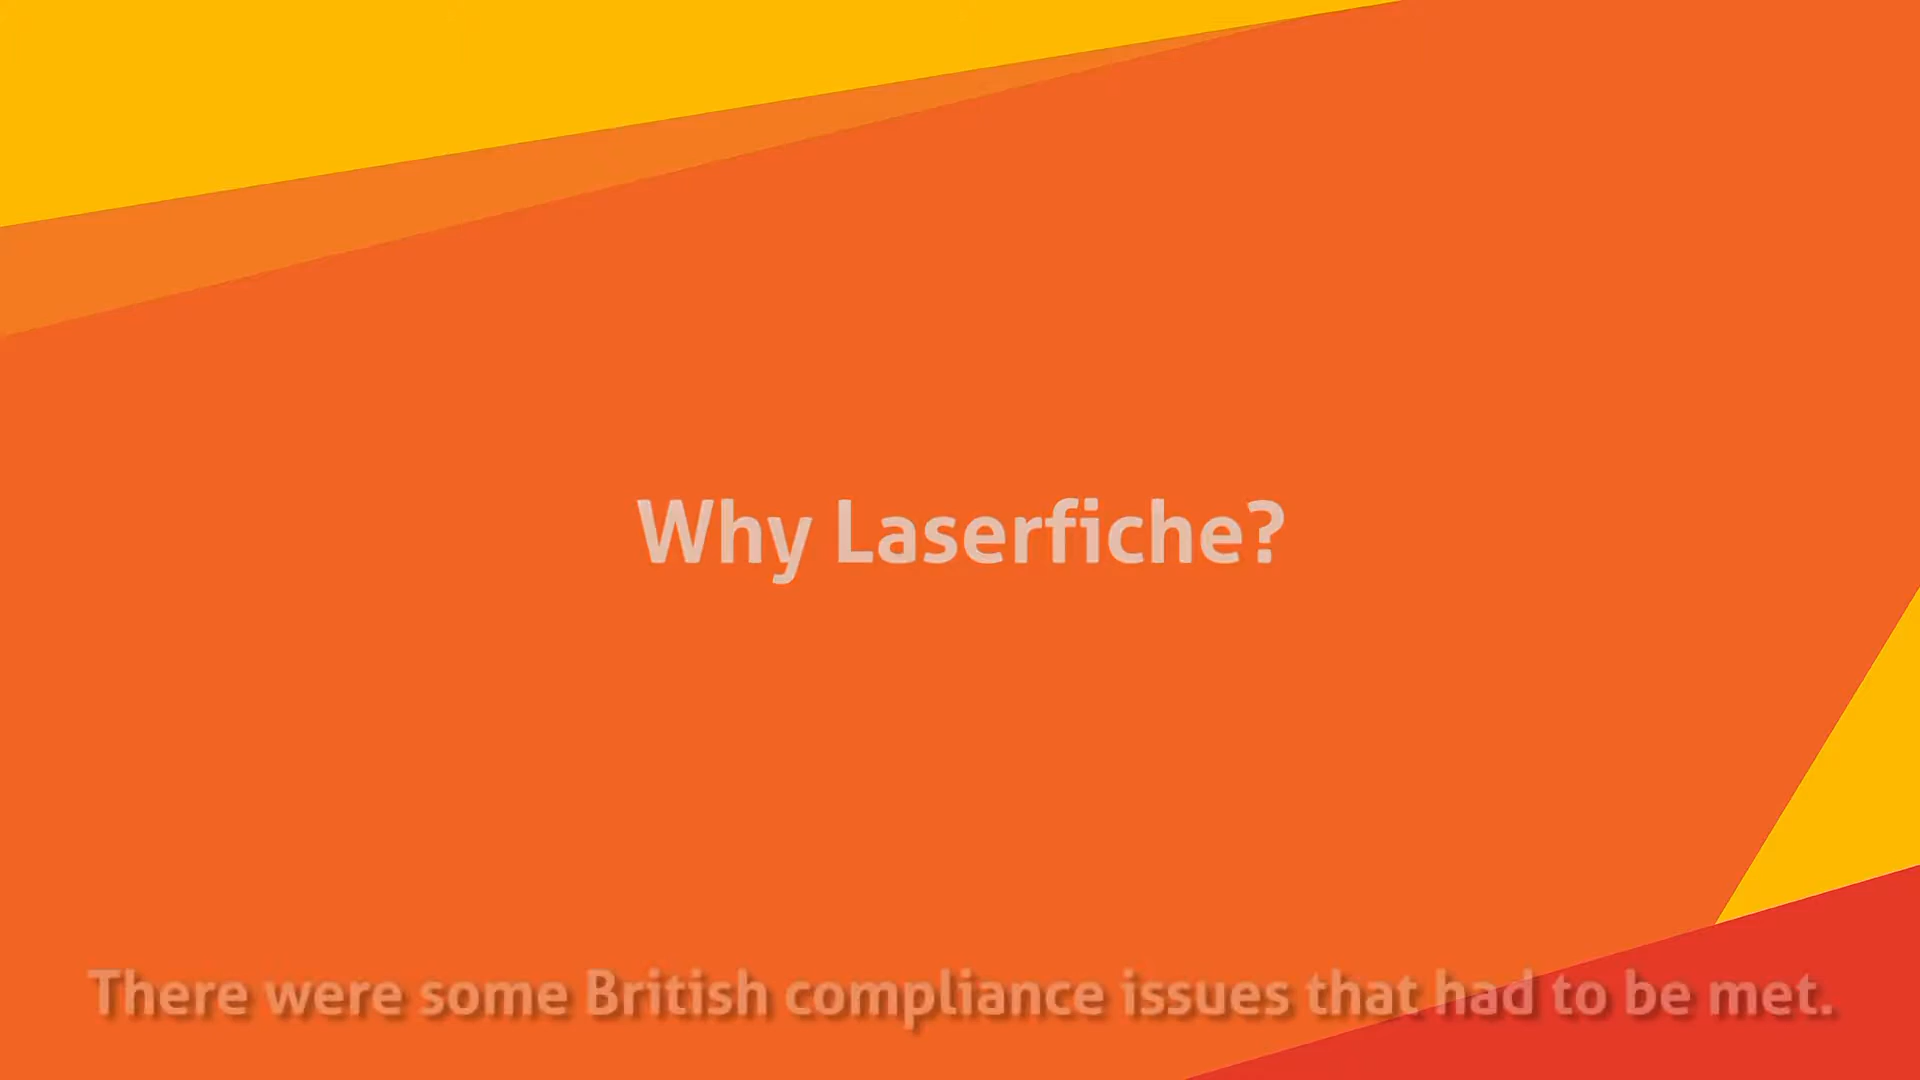 Why Laserfiche?
There were some British compliance issues that had to be met.